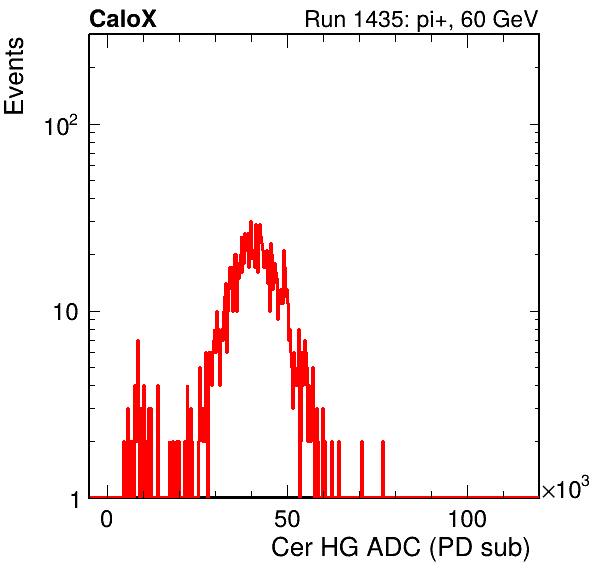 CaloX Run 1435: pi+, 60 GeV
Events
10²
10
1
0 50 100 ×10³
Cer HG ADC (PD sub)